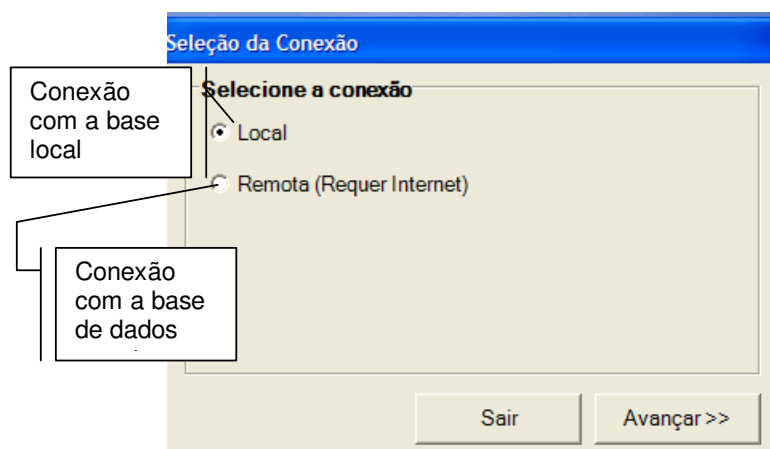 Seleção da Conexão
Selecione a conexão
Conexão
com a base
local
Local
Remota (Requer Internet)
Conexão
com a base
de dados
Sair
Avançar >>